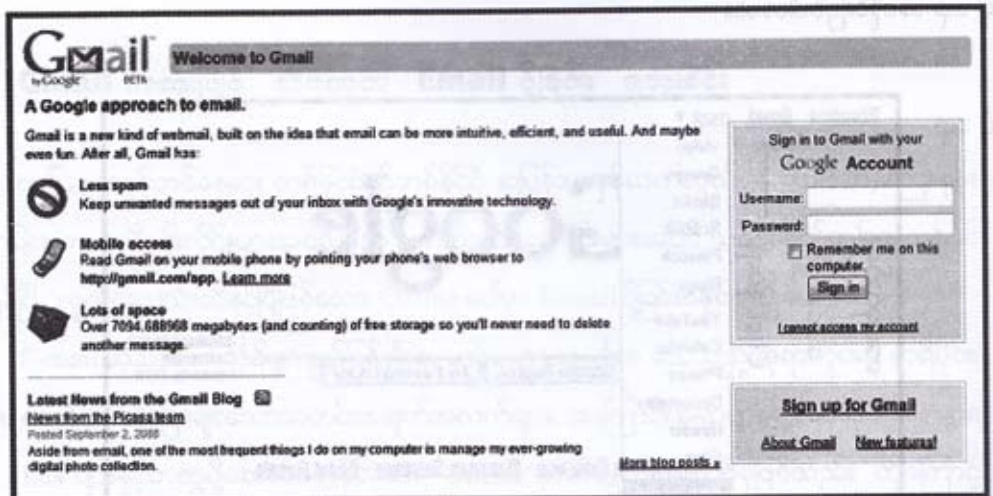 Gmail
by Google
BETA
Welcome to Gmail
A Google approach to email.
Gmail is a new kind of webmail, built on the idea that email can be more intuitive, efficient, and useful. And maybe
even fun. After all, Gmail has:
Less spam
Keep unwanted messages out of your inbox with Google's innovative technology.
Mobile access
Read Gmail on your mobile phone by pointing your phone's web browser to
http://gmail.com/app. Learn more
Lots of space
Over 7094.688968 megabytes (and counting) of free storage so you'll never need to delete
another message.
Latest News from the Gmail Blog
News from the Picasa team
Posted September 2, 2008
Aside from email, one of the most frequent things I do on my computer is manage my ever-growing
digital photo collection.
More blog posts »
Sign in to Gmail with your
Google Account
Username:
Password:
Remember me on this
computer.
Sign in
I cannot access my account
Sign up for Gmail
About Gmail New features!